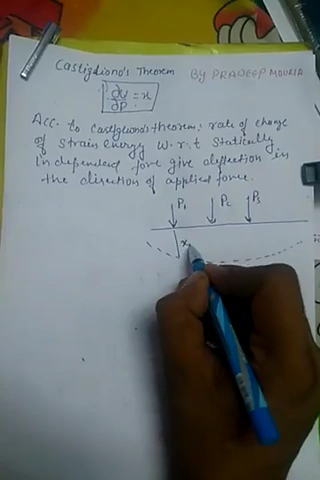 Castigliano's Theorem BY PRADEEP MOURIA
∂U/∂P = x
Acc. to Castigliano's theorem: rate of change
of Strain energy w.r.t Statically
Independent force give deflection in
the direction of applied force.
P1 P2 P3
x